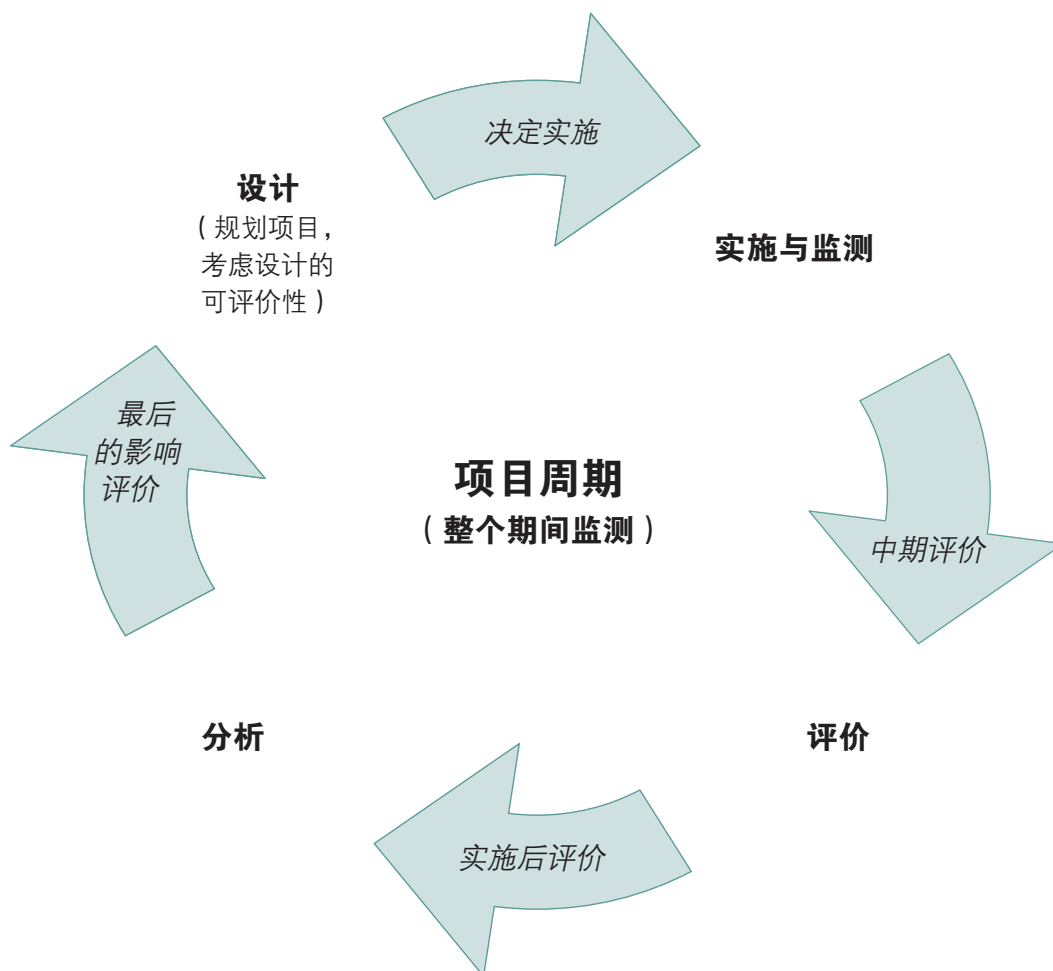 决定实施
设计
（规划项目，
考虑设计的
可评价性）
实施与监测
最后
的影响
评价
项目周期
（整个期间监测）
中期评价
分析
评价
实施后评价